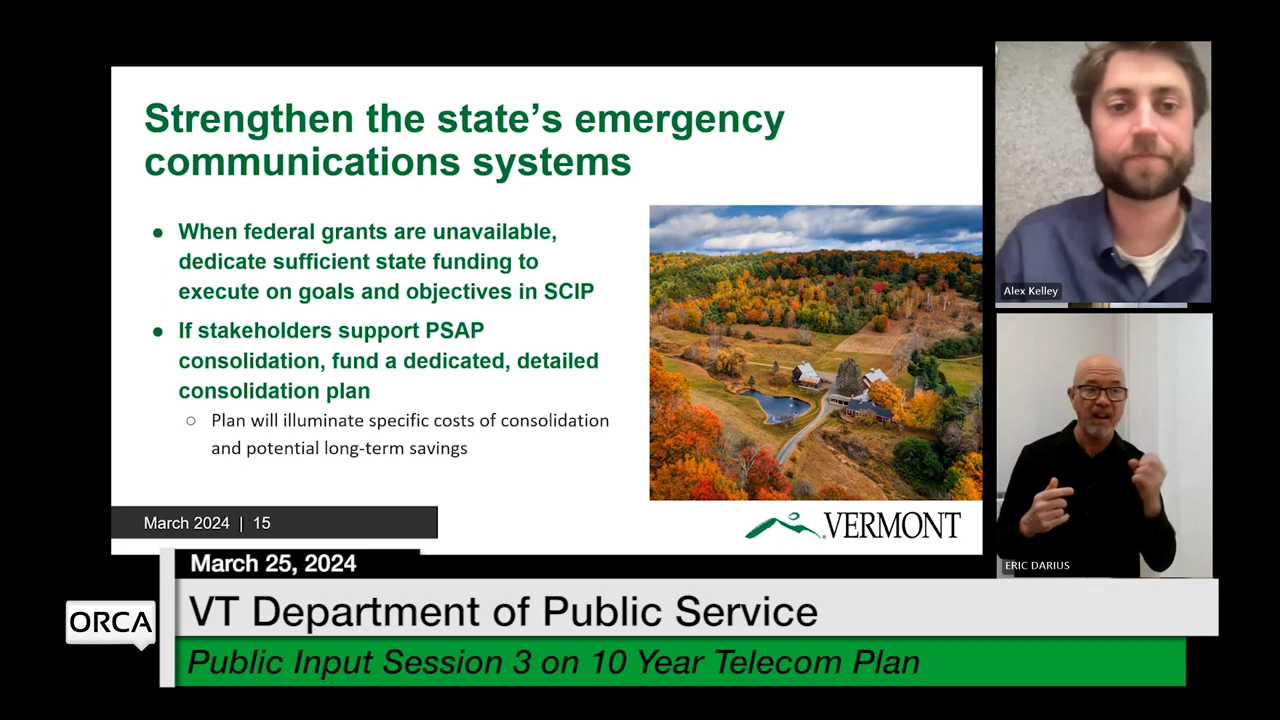 Strengthen the state's emergency
communications systems
● When federal grants are unavailable,
dedicate sufficient state funding to
execute on goals and objectives in SCIP
● If stakeholders support PSAP
consolidation, fund a dedicated, detailed
consolidation plan
○ Plan will illuminate specific costs of consolidation
and potential long-term savings
March 2024 | 15
VERMONT
Alex Kelley
ERIC DARIUS
March 25, 2024
ORCA
VT Department of Public Service
Public Input Session 3 on 10 Year Telecom Plan